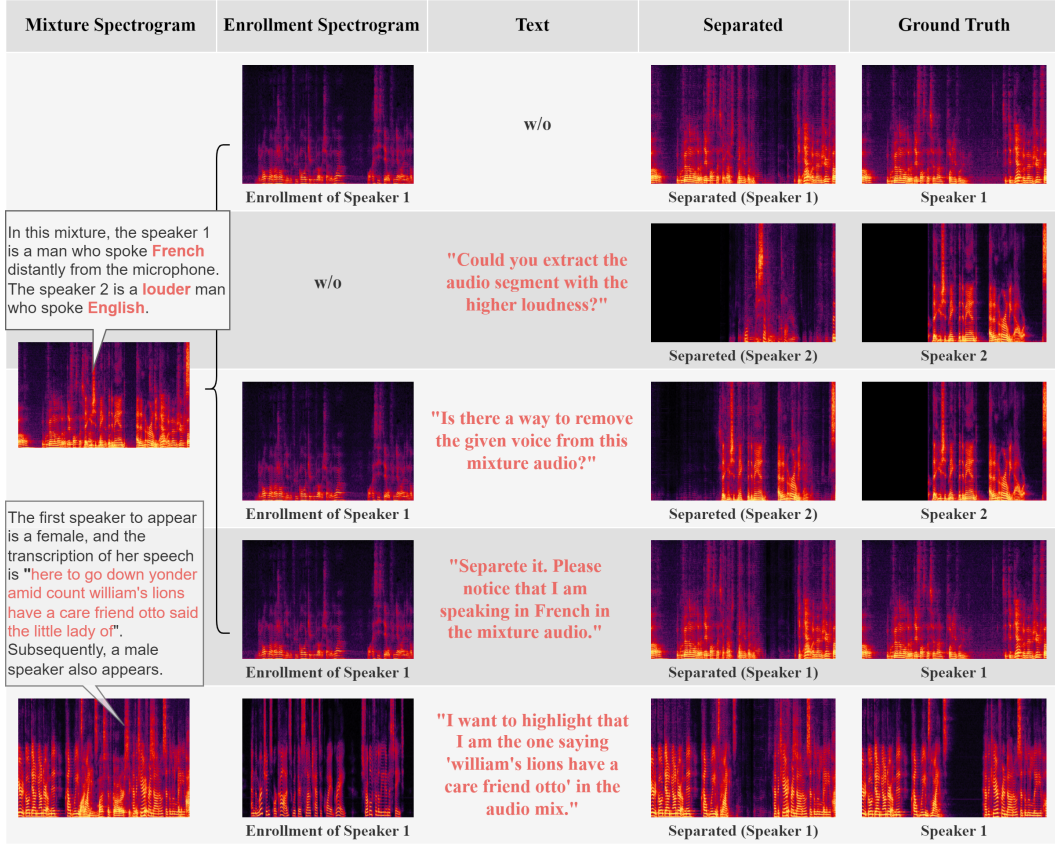 Mixture Spectrogram
Enrollment Spectrogram
Text
Separated
Ground Truth
w/o
Enrollment of Speaker 1
Separated (Speaker 1)
Speaker 1
In this mixture, the speaker 1
is a man who spoke French
distantly from the microphone.
The speaker 2 is a louder man
who spoke English.
w/o
"Could you extract the
audio segment with the
higher loudness?"
Separeted (Speaker 2)
Speaker 2
"Is there a way to remove
the given voice from this
mixture audio?"
Enrollment of Speaker 1
Separeted (Speaker 2)
Speaker 2
The first speaker to appear
is a female, and the
transcription of her speech
is "here to go down yonder
amid count william's lions
have a care friend otto said
the little lady of".
Subsequently, a male
speaker also appears.
"Separete it. Please
notice that I am
speaking in French in
the mixture audio."
Enrollment of Speaker 1
Separated (Speaker 1)
Speaker 1
"I want to highlight that
I am the one saying
'william's lions have a
care friend otto' in the
audio mix."
Enrollment of Speaker 1
Separated (Speaker 1)
Speaker 1